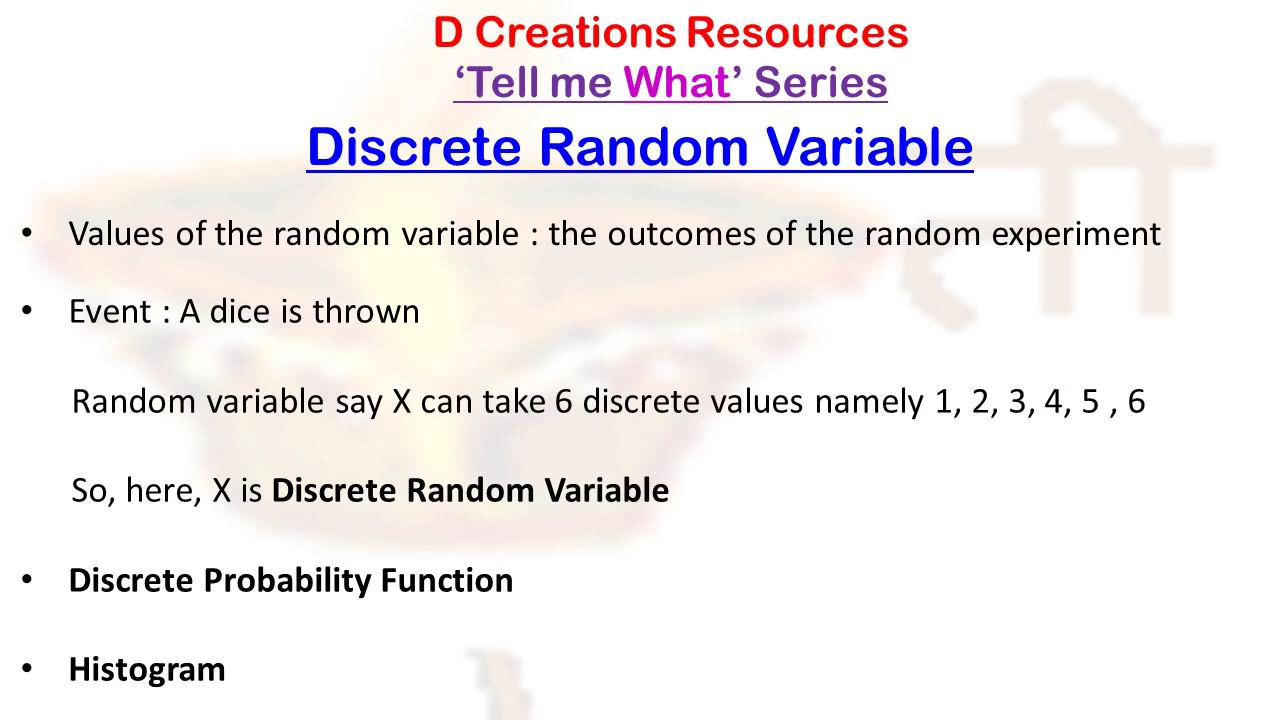 D Creations Resources
‘Tell me What’ Series
Discrete Random Variable
• Values of the random variable : the outcomes of the random experiment
• Event : A dice is thrown
Random variable say X can take 6 discrete values namely 1, 2, 3, 4, 5 , 6
So, here, X is Discrete Random Variable
• Discrete Probability Function
• Histogram